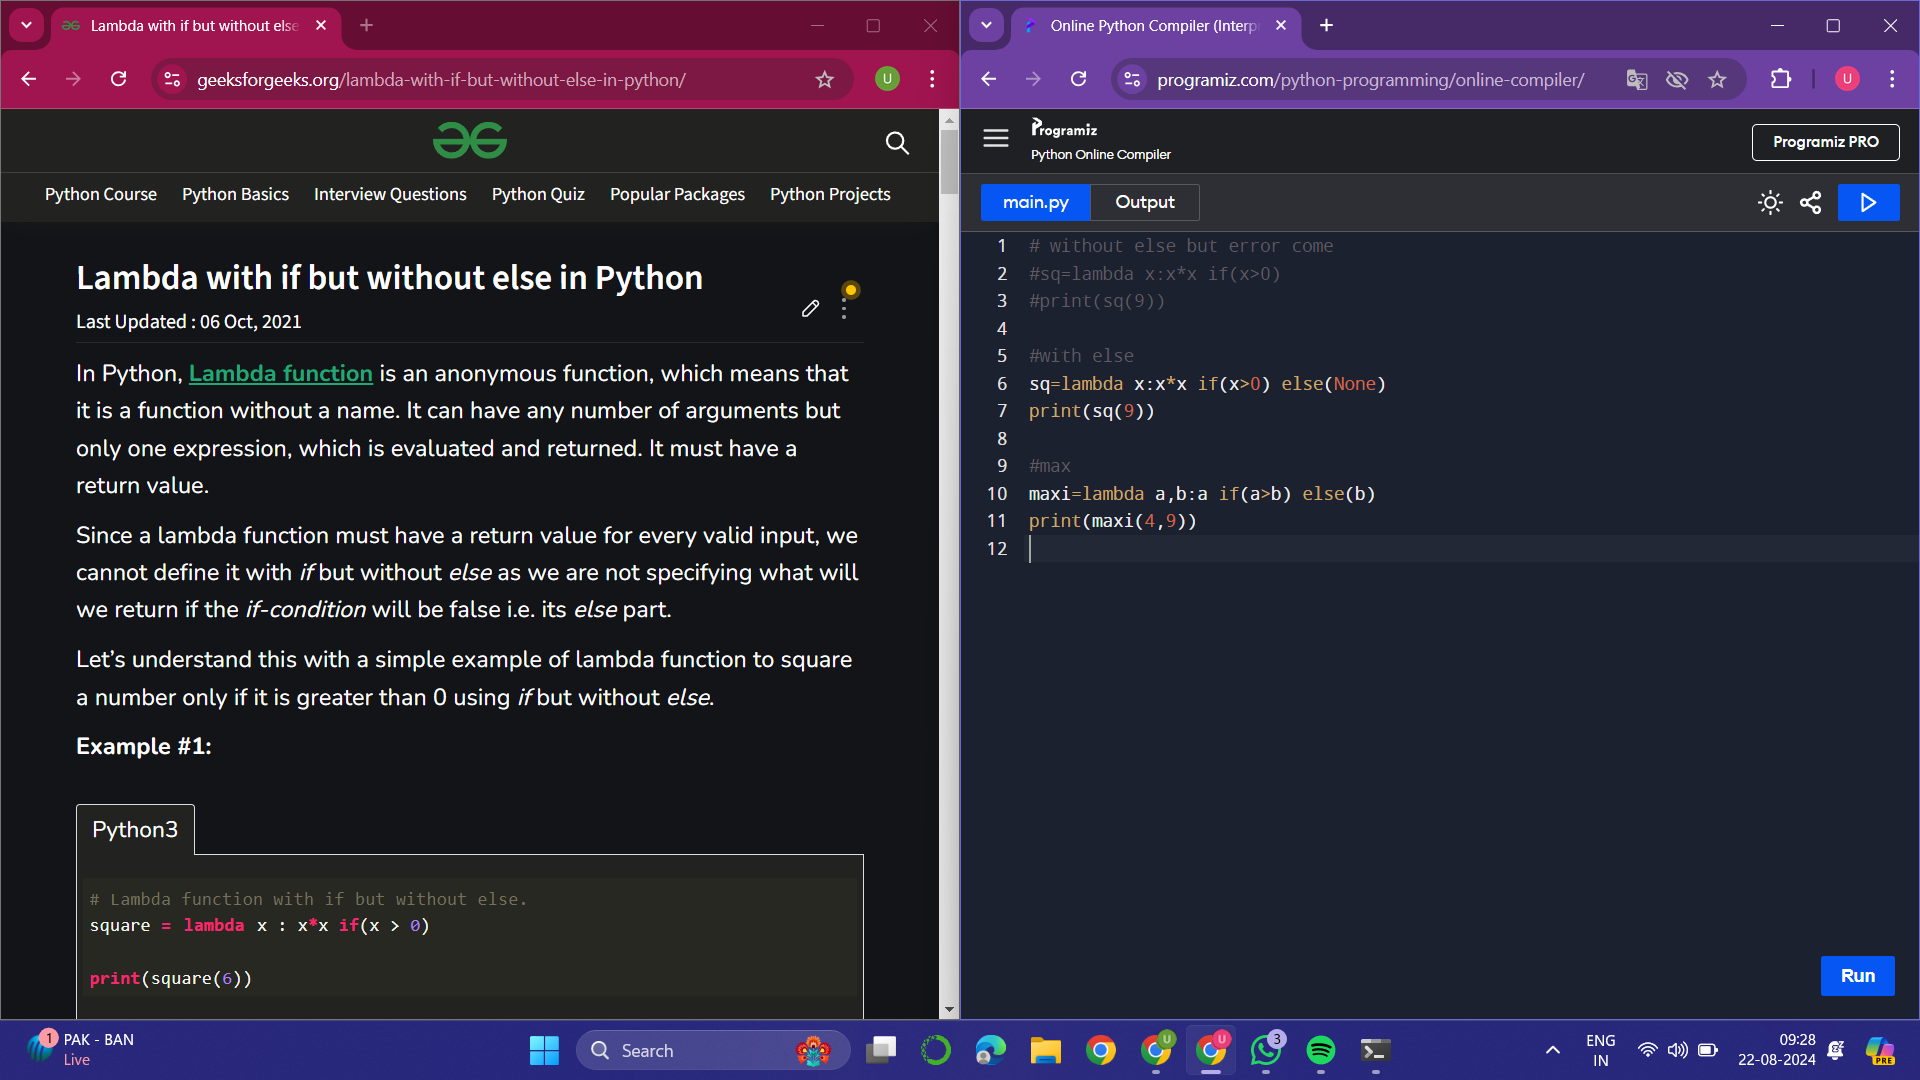 Lambda with if but without else
geeksforgeeks.org/lambda-with-if-but-without-else-in-python/
U
Python Course Python Basics Interview Questions Python Quiz Popular Packages Python Projects
Lambda with if but without else in Python
Last Updated : 06 Oct, 2021
In Python, Lambda function is an anonymous function, which means that
it is a function without a name. It can have any number of arguments but
only one expression, which is evaluated and returned. It must have a
return value.
Since a lambda function must have a return value for every valid input, we
cannot define it with if but without else as we are not specifying what will
we return if the if-condition will be false i.e. its else part.
Let’s understand this with a simple example of lambda function to square
a number only if it is greater than 0 using if but without else.
Example #1:
Python3
# Lambda function with if but without else.
square = lambda x : x*x if(x > 0)
print(square(6))
Online Python Compiler (Interp
programiz.com/python-programming/online-compiler/
U
Programiz
Python Online Compiler
Programiz PRO
main.py Output
1 # without else but error come
2 #sq=lambda x:x*x if(x>0)
3 #print(sq(9))
4
5 #with else
6 sq=lambda x:x*x if(x>0) else(None)
7 print(sq(9))
8
9 #max
10 maxi=lambda a,b:a if(a>b) else(b)
11 print(maxi(4,9))
12
Run
1
PAK - BAN
Live
Search
U
U
3
ENG
IN
09:28
22-08-2024
PRE